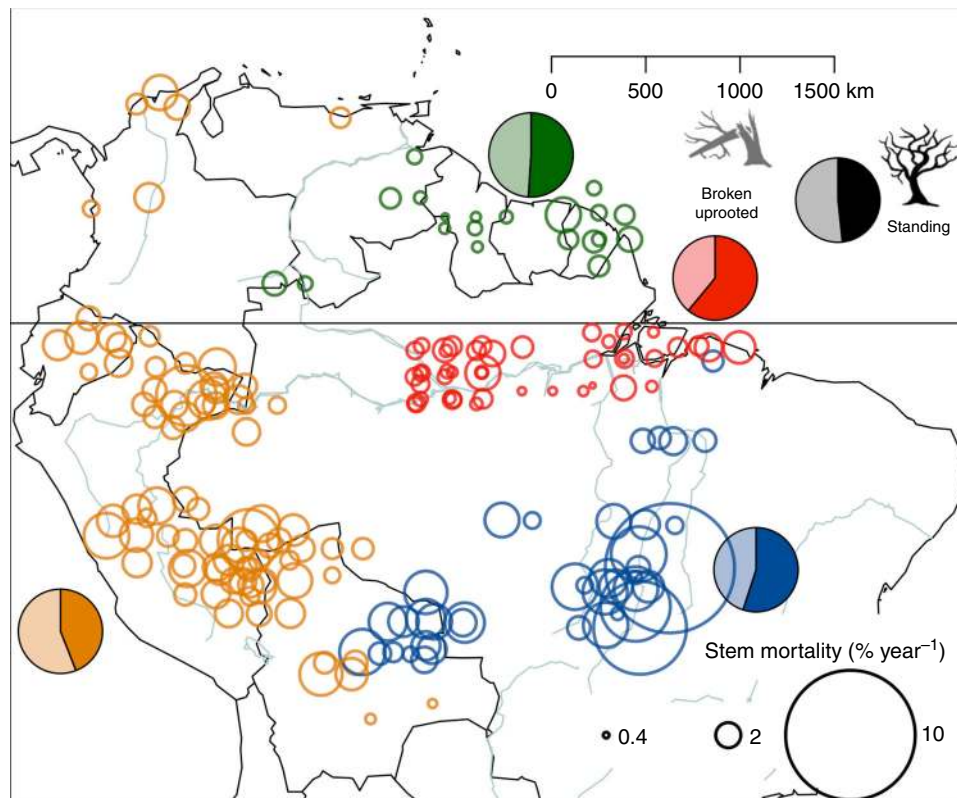 0 500 1000 1500 km
Broken
uprooted
Standing
Stem mortality (% year⁻¹)
0.4 2 10